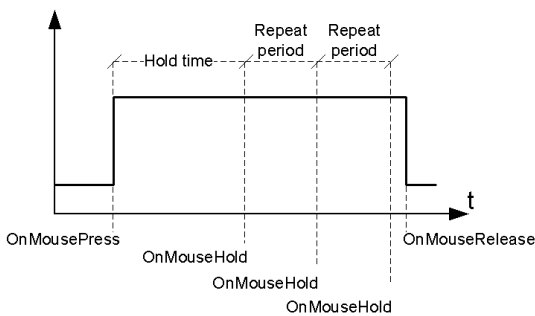 Repeat period
Repeat period
Hold time
t
OnMousePress
OnMouseRelease
OnMouseHold
OnMouseHold
OnMouseHold